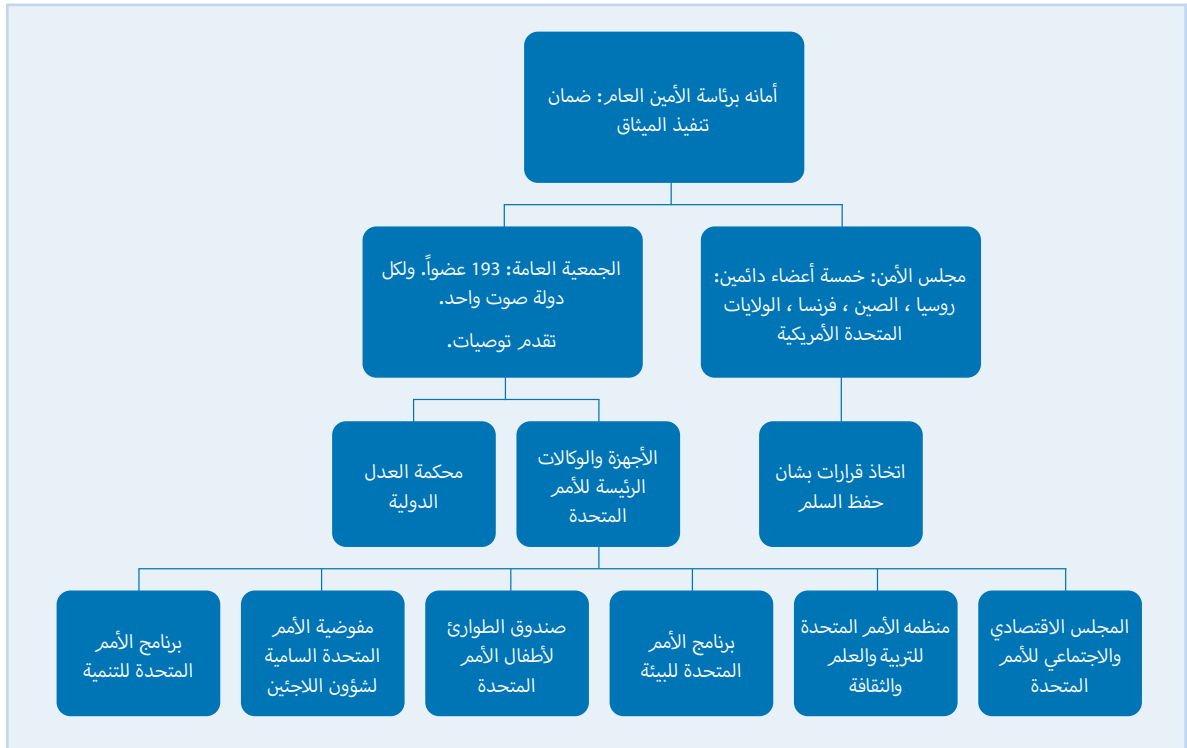 أمانه برئاسة الأمين العام: ضمان
تنفيذ الميثاق
مجلس الأمن: خمسة أعضاء دائمين:
روسيا ، الصين ، فرنسا ، الولايات
المتحدة الأمريكية
الجمعية العامة: 193 عضواً. ولكل
دولة صوت واحد.
تقدم توصيات.
اتخاذ قرارات بشان
حفظ السلم
الأجهزة والوكالات
الرئيسة للأمم
المتحدة
محكمة العدل
الدولية
المجلس الاقتصادي
والاجتماعي للأمم
المتحدة
منظمه الأمم المتحدة
للتربية والعلم
والثقافة
برنامج الأمم
المتحدة للبيئة
صندوق الطوارئ
لأطفال الأمم
المتحدة
مفوضية الأمم
المتحدة السامية
لشؤون اللاجئين
برنامج الأمم
المتحدة للتنمية